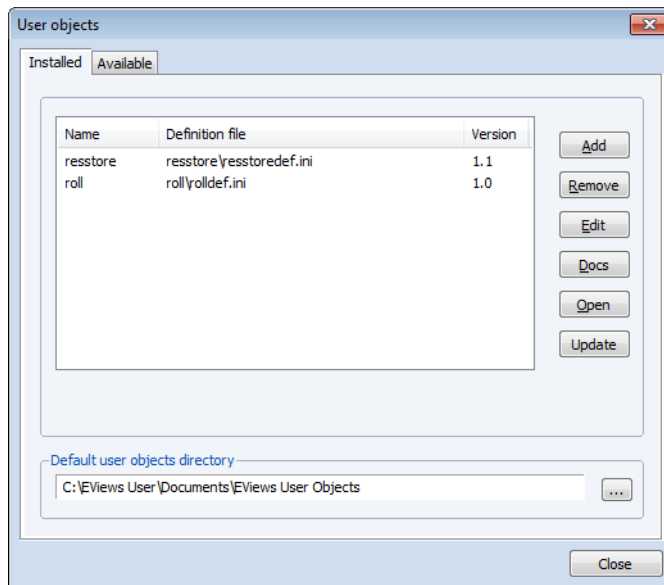 User objects
Installed Available
Name Definition file Version
resstore resstore\resstoredef.ini 1.1
roll roll\rolldef.ini 1.0
Add
Remove
Edit
Docs
Open
Update
Default user objects directory
C:\EViews User\Documents\EViews User Objects
...
Close